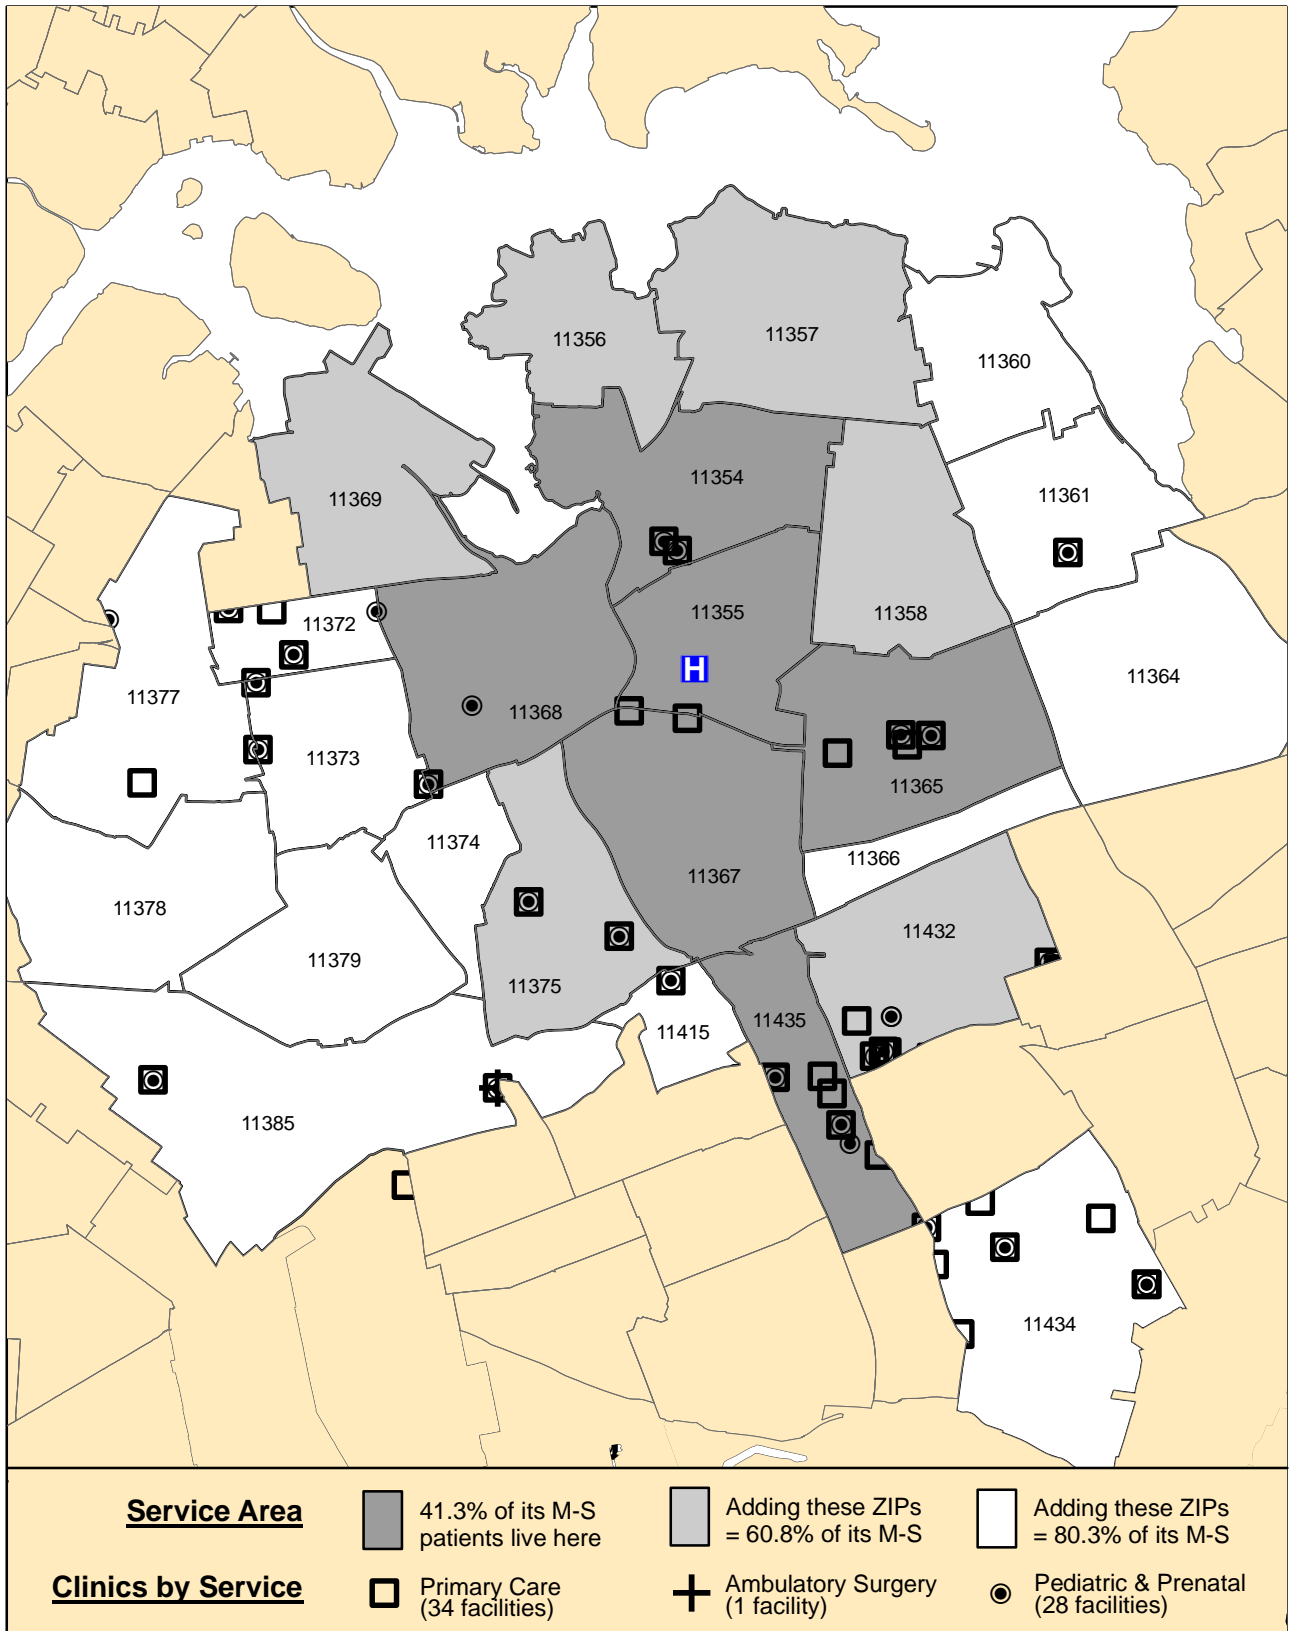 11356
11357
11360
11354
11361
11369
11355
11358
11372
11364
11377
11368
11373
11365
11374
11366
11367
11378
11432
11379
11375
11435
11415
11385
11434
H
Service Area
41.3% of its M-S
patients live here
Adding these ZIPs
= 60.8% of its M-S
Adding these ZIPs
= 80.3% of its M-S
Clinics by Service
Primary Care
(34 facilities)
Ambulatory Surgery
(1 facility)
Pediatric & Prenatal
(28 facilities)